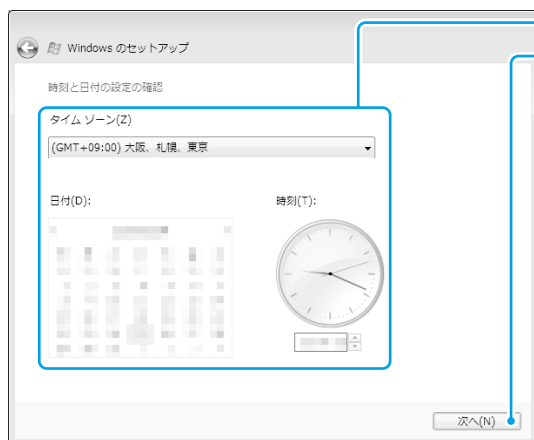 Windows のセットアップ
時刻と日付の設定の確認
タイム ゾーン(Z)
(GMT+09:00) 大阪、札幌、東京
日付(D):
時刻(T):
次へ(N)